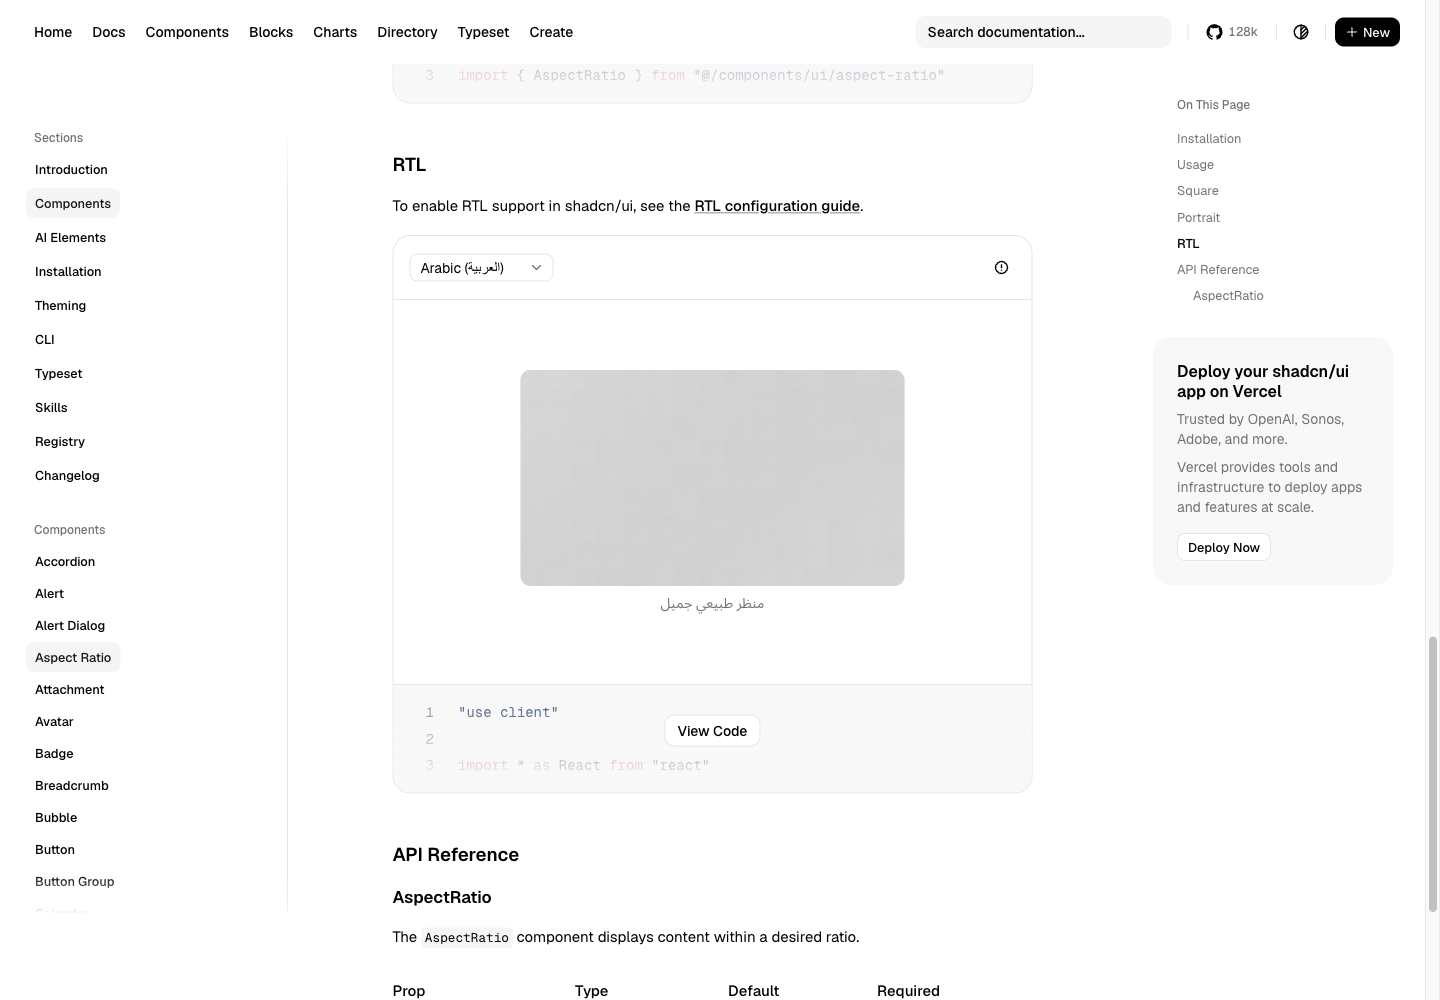 Home Docs Components Blocks Charts Directory Typeset Create Search documentation... 128k New
3 import { AspectRatio } from "@/components/ui/aspect-ratio"
Sections
Introduction
Components
AI Elements
Installation
Theming
CLI
Typeset
Skills
Registry
Changelog
Components
Accordion
Alert
Alert Dialog
Aspect Ratio
Attachment
Avatar
Badge
Breadcrumb
Bubble
Button
Button Group
RTL
To enable RTL support in shadcn/ui, see the RTL configuration guide.
Arabic (العربية)
منظر طبيعي جميل
1 "use client"
2
View Code
3 import * as React from "react"
API Reference
AspectRatio
The AspectRatio component displays content within a desired ratio.
Prop Type Default Required
On This Page
Installation
Usage
Square
Portrait
RTL
API Reference
AspectRatio
Deploy your shadcn/ui
app on Vercel
Trusted by OpenAI, Sonos,
Adobe, and more.
Vercel provides tools and
infrastructure to deploy apps
and features at scale.
Deploy Now